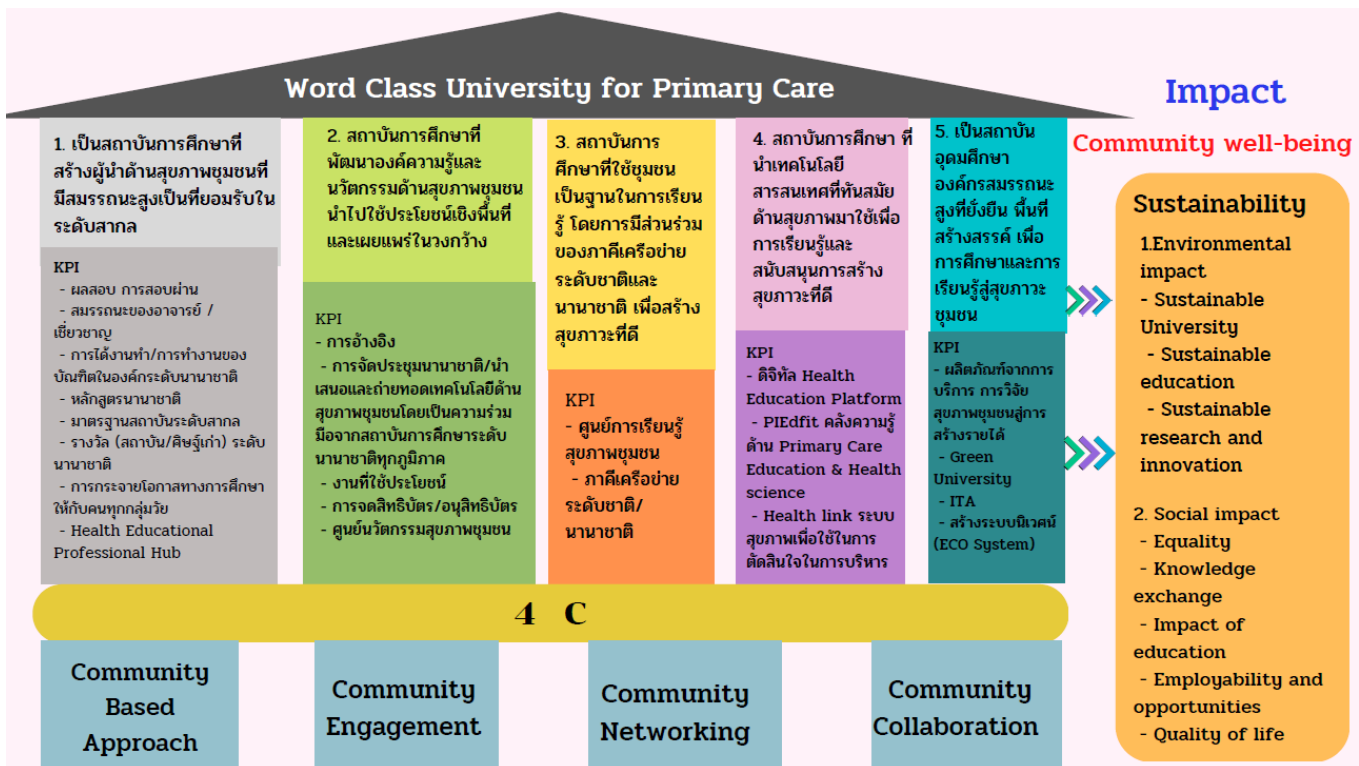 Word Class University for Primary Care
1. เป็นสถาบันการศึกษาที่
สร้างผู้นำด้านสุขภาพชุมชนที่
มีสมรรถนะสูงเป็นที่ยอมรับใน
ระดับสากล
KPI
- ผลสอบ การสอบผ่าน
- สมรรถนะของอาจารย์ /
เชี่ยวชาญ
- การได้งานทำ/การทำงานของ
บัณฑิตในองค์กรระดับนานาชาติ
- หลักสูตรนานาชาติ
- มาตรฐานสถาบันระดับสากล
- รางวัล (สถาบัน/ศิษฐ์เก่า) ระดับ
นานาชาติ
- การกระจายโอกาสทางการศึกษา
ให้กับคนทุกกลุ่มวัย
- Health Educational
Professional Hub
2. สถาบันการศึกษาที่
พัฒนาองค์ความรู้และ
นวัตกรรมด้านสุขภาพชุมชน
นำไปใช้ประโยชน์เชิงพื้นที่
และเผยแพร่ในวงกว้าง
KPI
- การอ้างอิง
- การจัดประชุมนานาชาติ/นำ
เสนอและถ่ายทอดเทคโนโลยีด้าน
สุขภาพชุมชนโดยเป็นความร่วม
มือจากสถาบันการศึกษาระดับ
นานาชาติทุกภูมิภาค
- งานที่ใช้ประโยชน์
- การจดสิทธิบัตร/อนุสิทธิบัตร
- ศูนย์นวัตกรรมสุขภาพชุมชน
3. สถาบันการ
ศึกษาที่ใช้ชุมชน
เป็นฐานในการเรียน
รู้ โดยการมีส่วนร่วม
ของภาคีเครือข่าย
ระดับชาติและ
นานาชาติ เพื่อสร้าง
สุขภาวะที่ดี
KPI
- ศูนย์การเรียนรู้
สุขภาพชุมชน
- ภาคีเครือข่าย
ระดับชาติ/
นานาชาติ
4. สถาบันการศึกษา ที่
นำเทคโนโลยี
สารสนเทศที่ทันสมัย
ด้านสุขภาพมาใช้เพื่อ
การเรียนรู้และ
สนับสนุนการสร้าง
สุขภาวะที่ดี
KPI
- ดิจิทัล Health
Education Platform
- PIEdfit คลังความรู้
ด้าน Primary Care
Education & Health
science
- Health link ระบบ
สุขภาพเพื่อใช้ในการ
ตัดสินใจในการบริหาร
5. เป็นสถาบัน
อุดมศึกษา
องค์กรสมรรถนะ
สูงที่ยั่งยืน พื้นที่
สร้างสรรค์ เพื่อ
การศึกษาและการ
เรียนรู้สู่สุขภาวะ
ชุมชน
KPI
- ผลิตภัณฑ์จากการ
บริการ การวิจัย
สุขภาพชุมชนสู่การ
สร้างรายได้
- Green
University
- ITA
- สร้างระบบนิเวศน์
(ECO System)
4 C
Community
Based
Approach
Community
Engagement
Community
Networking
Community
Collaboration
Impact
Community well-being
Sustainability
1.Environmental
impact
- Sustainable
University
- Sustainable
education
- Sustainable
research and
innovation
2. Social impact
- Equality
- Knowledge
exchange
- Impact of
education
- Employability and
opportunities
- Quality of life